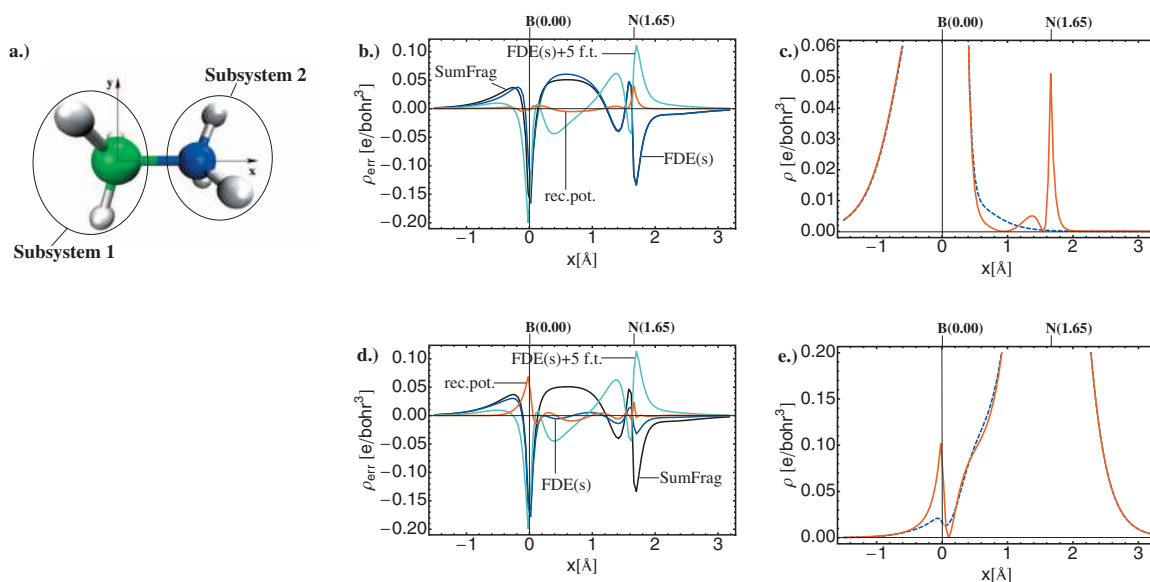 a.)
Subsystem 2
y
x
Subsystem 1
B(0.00)
N(1.65)
b.)
FDE(s)+5 f.t.
SumFrag
FDE(s)
rec.pot.
ρerr [e/bohr³]
0.10
0.05
0.00
−0.05
−0.10
−0.15
−0.20
−1
0
1
2
3
x[Å]
B(0.00)
N(1.65)
c.)
ρ [e/bohr³]
0.06
0.05
0.04
0.03
0.02
0.01
0.00
−1
0
1
2
3
x[Å]
B(0.00)
N(1.65)
d.)
FDE(s)+5 f.t.
rec.pot.
FDE(s)
SumFrag
ρerr [e/bohr³]
0.10
0.05
0.00
−0.05
−0.10
−0.15
−0.20
−1
0
1
2
3
x[Å]
B(0.00)
N(1.65)
e.)
ρ [e/bohr³]
0.20
0.15
0.10
0.05
0.00
−1
0
1
2
3
x[Å]